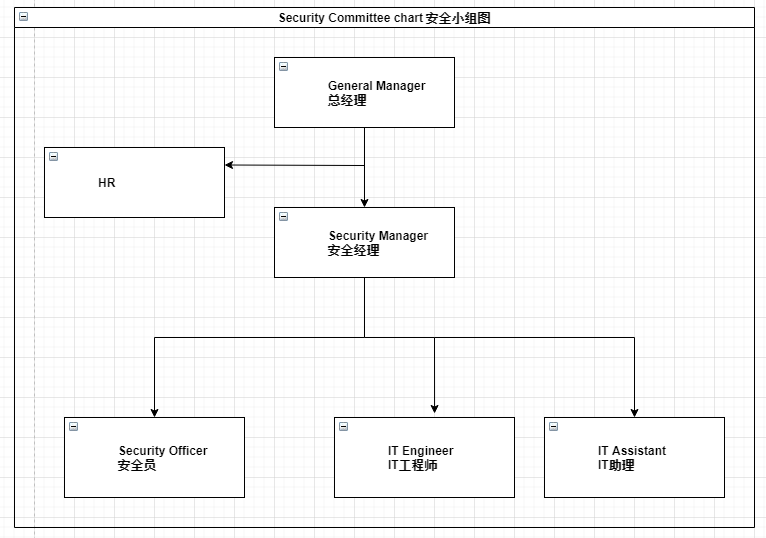 Security Committee chart 安全小组图
General Manager
总经理
HR
Security Manager
安全经理
Security Officer
安全员
IT Engineer
IT工程师
IT Assistant
IT助理